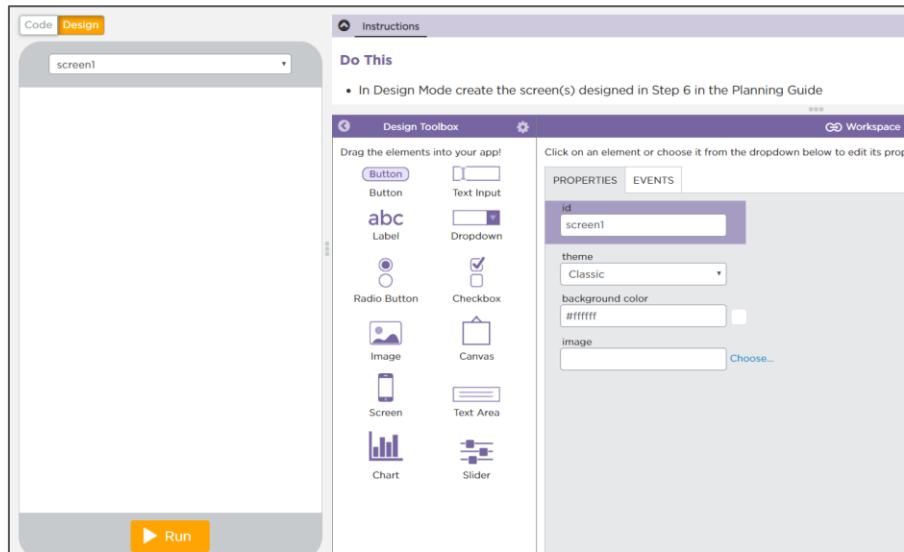 Code Design
screen1
Run
Instructions
Do This
• In Design Mode create the screen(s) designed in Step 6 in the Planning Guide
Design Toolbox
Drag the elements into your app!
Button
Button Text Input
abc
Label Dropdown
Radio Button Checkbox
Image Canvas
Screen Text Area
Chart Slider
Workspace
Click on an element or choose it from the dropdown below to edit its
PROPERTIES EVENTS
id
screen1
theme
Classic
background color
#ffffff
image
Choose...